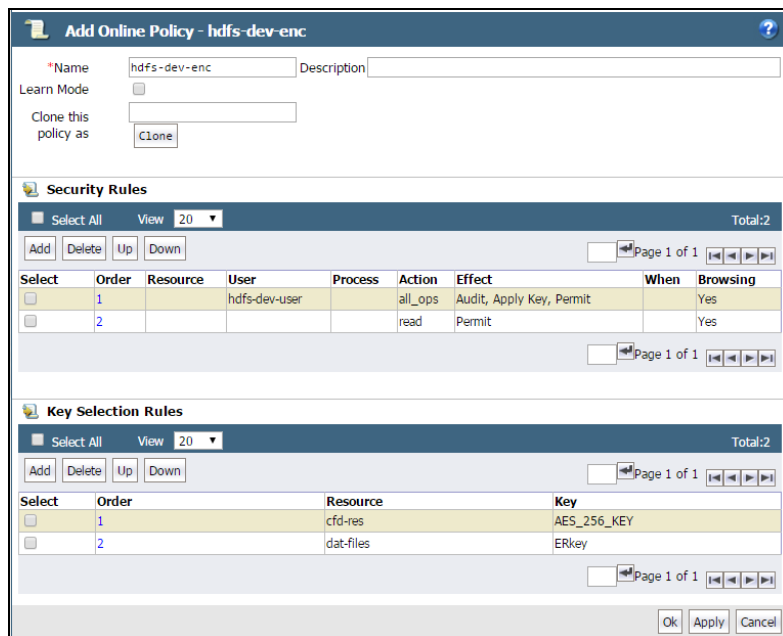 Add Online Policy - hdfs-dev-enc ?
*Name hdfs-dev-enc Description
Learn Mode
Clone this policy as
Clone
Security Rules
Select All View 20 Total:2
Add Delete Up Down Page 1 of 1
Select Order Resource User Process Action Effect When Browsing
1 hdfs-dev-user all_ops Audit, Apply Key, Permit Yes
2 read Permit Yes
Page 1 of 1
Key Selection Rules
Select All View 20 Total:2
Add Delete Up Down Page 1 of 1
Select Order Resource Key
1 cfd-res AES_256_KEY
2 dat-files ERkey
Page 1 of 1
Ok Apply Cancel